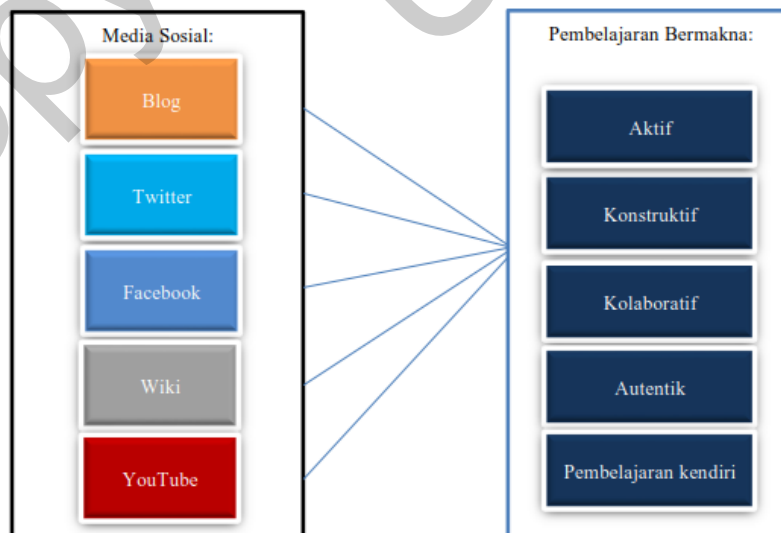 Media Sosial:
Blog
Twitter
Facebook
Wiki
YouTube
Pembelajaran Bermakna:
Aktif
Konstruktif
Kolaboratif
Autentik
Pembelajaran kendiri